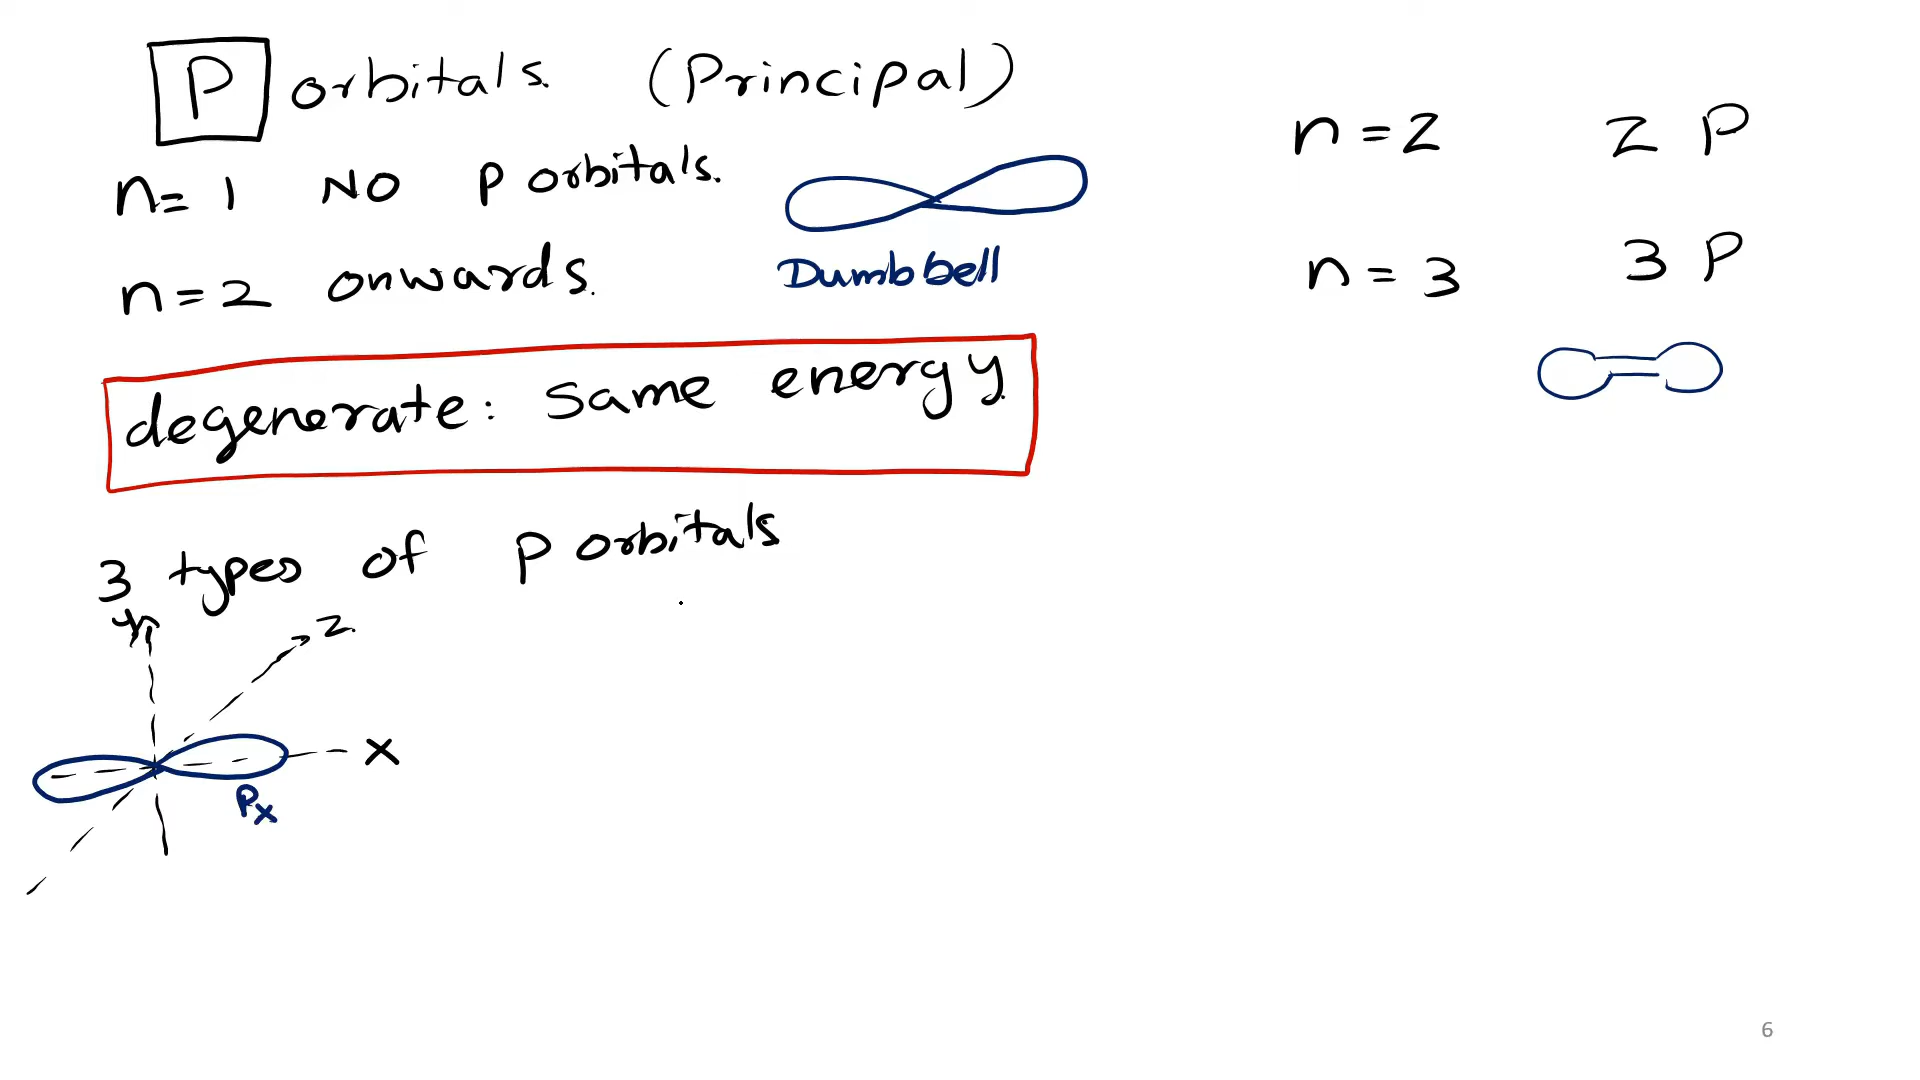 P orbitals. (Principal)
n=1 NO p orbitals.
n=2 onwards.
Dumbbell
n=2 2 P
n=3 3 P
degenerate: same energy
3 types of p orbitals
Y
Z
X
Px
6